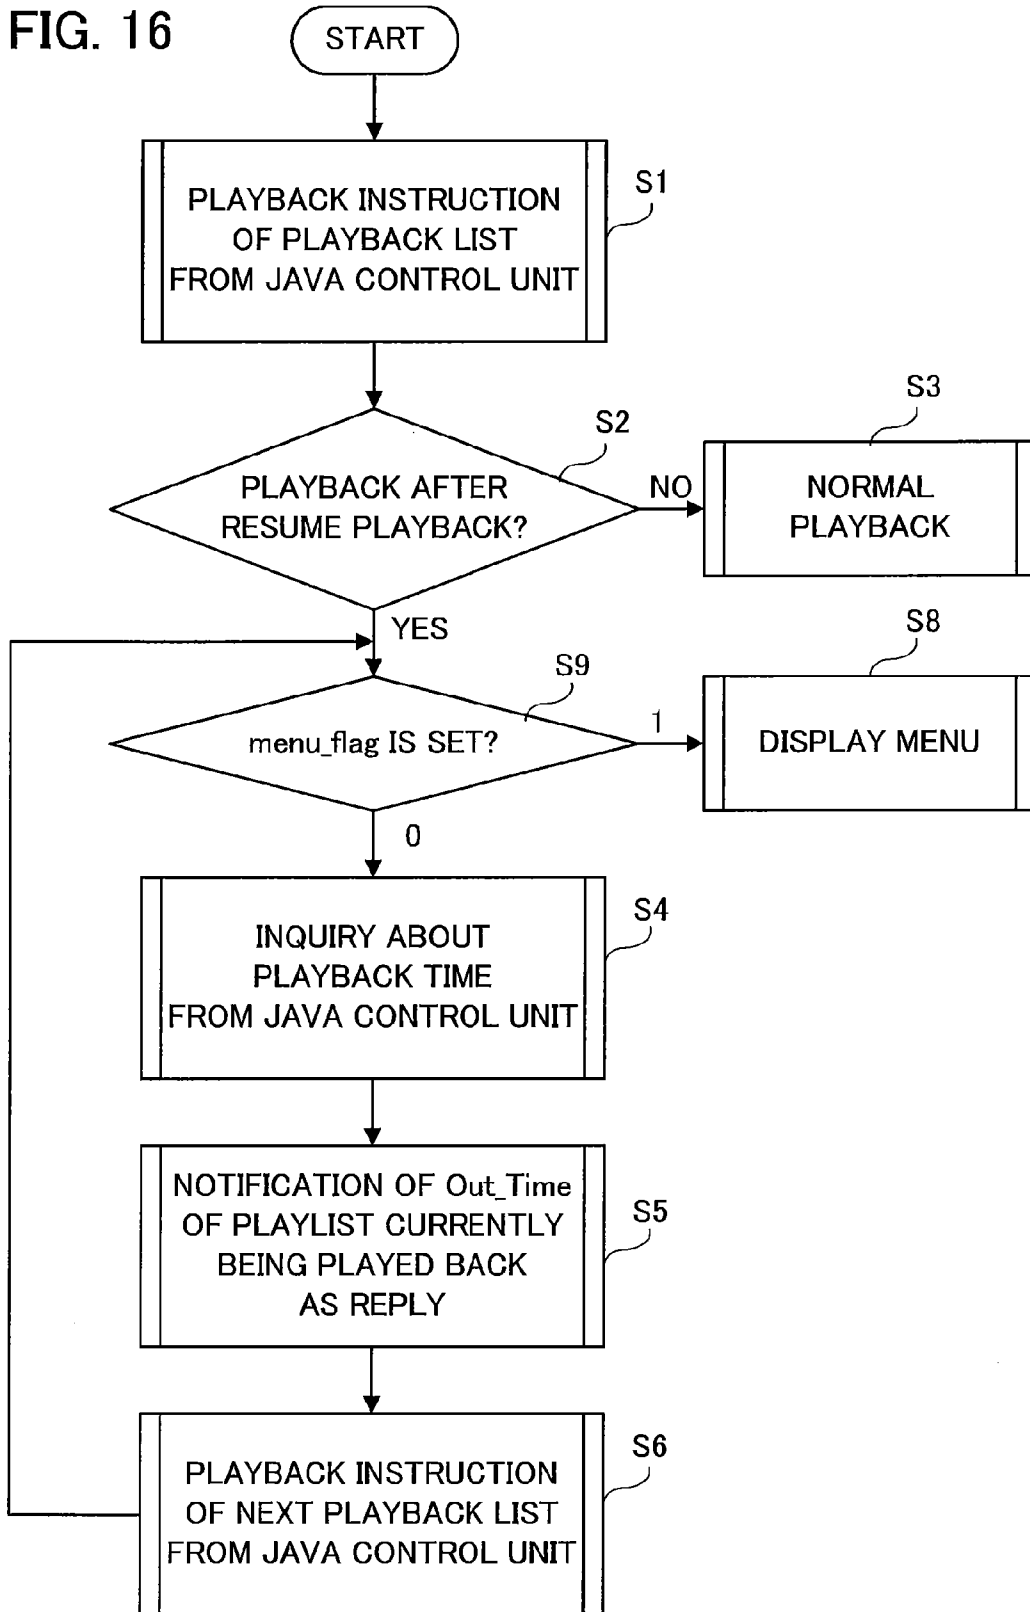 FIG. 16
START
PLAYBACK INSTRUCTION
OF PLAYBACK LIST
FROM JAVA CONTROL UNIT
S1
PLAYBACK AFTER
RESUME PLAYBACK?
S2
NO
NORMAL
PLAYBACK
S3
YES
menu_flag IS SET?
S9
1
DISPLAY MENU
S8
0
INQUIRY ABOUT
PLAYBACK TIME
FROM JAVA CONTROL UNIT
S4
NOTIFICATION OF Out_Time
OF PLAYLIST CURRENTLY
BEING PLAYED BACK
AS REPLY
S5
PLAYBACK INSTRUCTION
OF NEXT PLAYBACK LIST
FROM JAVA CONTROL UNIT
S6